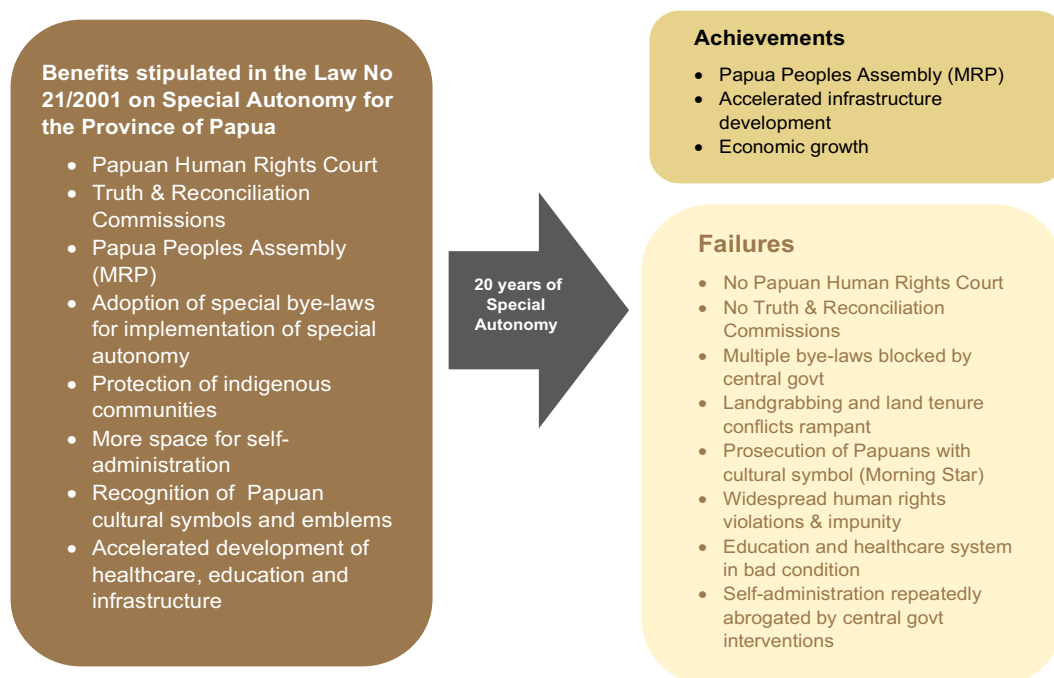 Benefits stipulated in the Law No
21/2001 on Special Autonomy for
the Province of Papua
• Papuan Human Rights Court
• Truth & Reconciliation
Commissions
• Papua Peoples Assembly
(MRP)
• Adoption of special bye-laws
for implementation of special
autonomy
• Protection of indigenous
communities
• More space for self-
administration
• Recognition of Papuan
cultural symbols and emblems
• Accelerated development of
healthcare, education and
infrastructure
20 years of
Special
Autonomy
Achievements
• Papua Peoples Assembly (MRP)
• Accelerated infrastructure
development
• Economic growth
Failures
• No Papuan Human Rights Court
• No Truth & Reconciliation
Commissions
• Multiple bye-laws blocked by
central govt
• Landgrabbing and land tenure
conflicts rampant
• Prosecution of Papuans with
cultural symbol (Morning Star)
• Widespread human rights
violations & impunity
• Education and healthcare system
in bad condition
• Self-administration repeatedly
abrogated by central govt
interventions